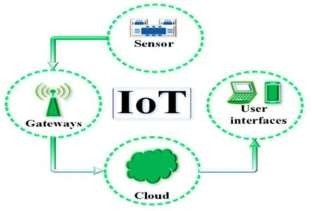 Sensor
IoT
Gateways
User
interfaces
Cloud